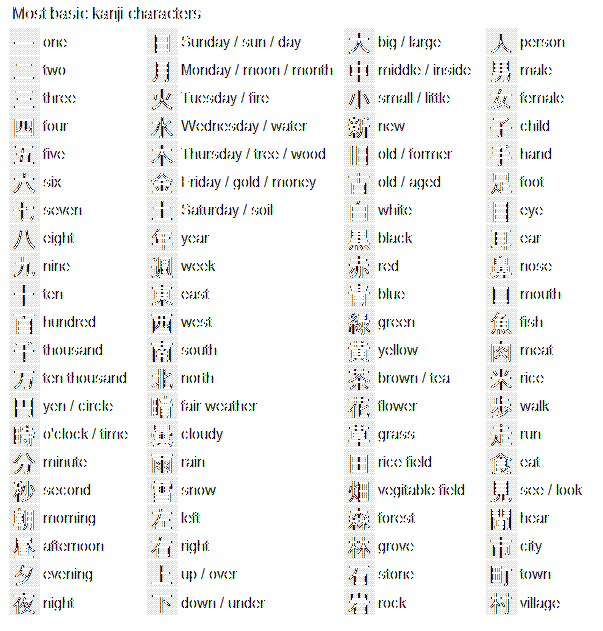 Most basic kanji characters
一 one 日 Sunday / sun / day 大 big / large 人 person
二 two 月 Monday / moon / month 中 middle / inside 男 male
三 three 火 Tuesday / fire 小 small / little 女 female
四 four 水 Wednesday / water 新 new 子 child
五 five 木 Thursday / tree / wood 旧 old / former 手 hand
六 six 金 Friday / gold / money 古 old / aged 足 foot
七 seven 土 Saturday / soil 白 white 目 eye
八 eight 年 year 黒 black 耳 ear
九 nine 週 week 赤 red 鼻 nose
十 ten 東 east 青 blue 口 mouth
百 hundred 西 west 緑 green 魚 fish
千 thousand 南 south 黄 yellow 肉 meat
万 ten thousand 北 north 茶 brown / tea 米 rice
円 yen / circle 晴 fair weather 花 flower 歩 walk
時 o'clock / time 曇 cloudy 草 grass 走 run
分 minute 雨 rain 田 rice field 食 eat
秒 second 雪 snow 畑 vegitable field 見 see / look
朝 morning 左 left 森 forest 聞 hear
昼 afternoon 右 right 林 grove 市 city
夕 evening 上 up / over 石 stone 町 town
夜 night 下 down / under 岩 rock 村 village